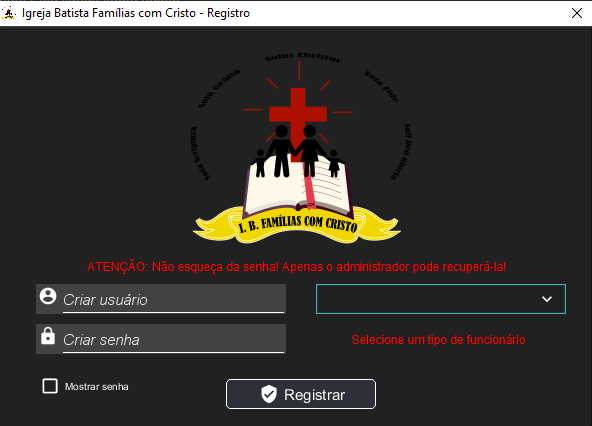 Igreja Batista Famílias com Cristo - Registro
Sola Scriptura
Sola Gratia
Solus Christus
Sola Fide
Soli Deo Gloria
I. B. FAMÍLIAS COM CRISTO
ATENÇÃO: Não esqueça da senha! Apenas o administrador pode recuperá-la!
Criar usuário
Criar senha
Selecione um tipo de funcionário
Mostrar senha
Registrar